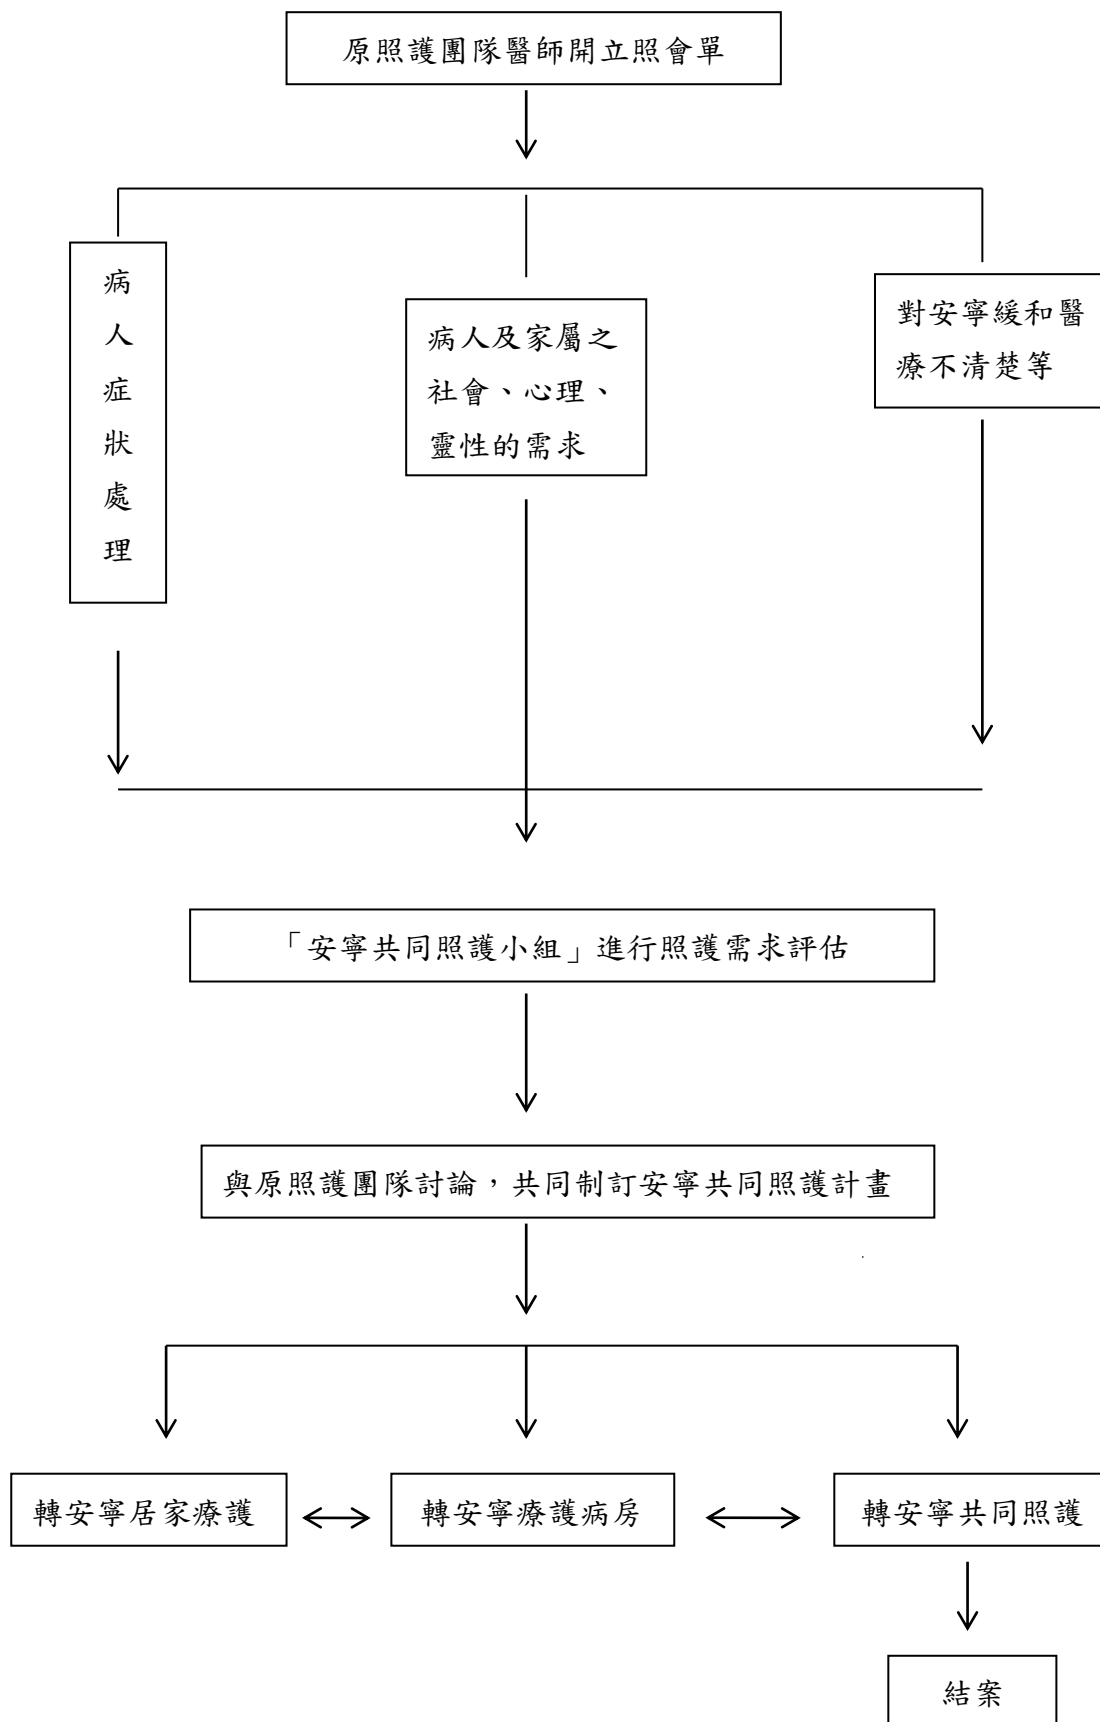 原照護團隊醫師開立照會單
病人症狀處理
病人及家屬之
社會、心理、
靈性的需求
對安寧緩和醫
療不清楚等
「安寧共同照護小組」進行照護需求評估
與原照護團隊討論，共同制訂安寧共同照護計畫
轉安寧居家療護
轉安寧療護病房
轉安寧共同照護
結案